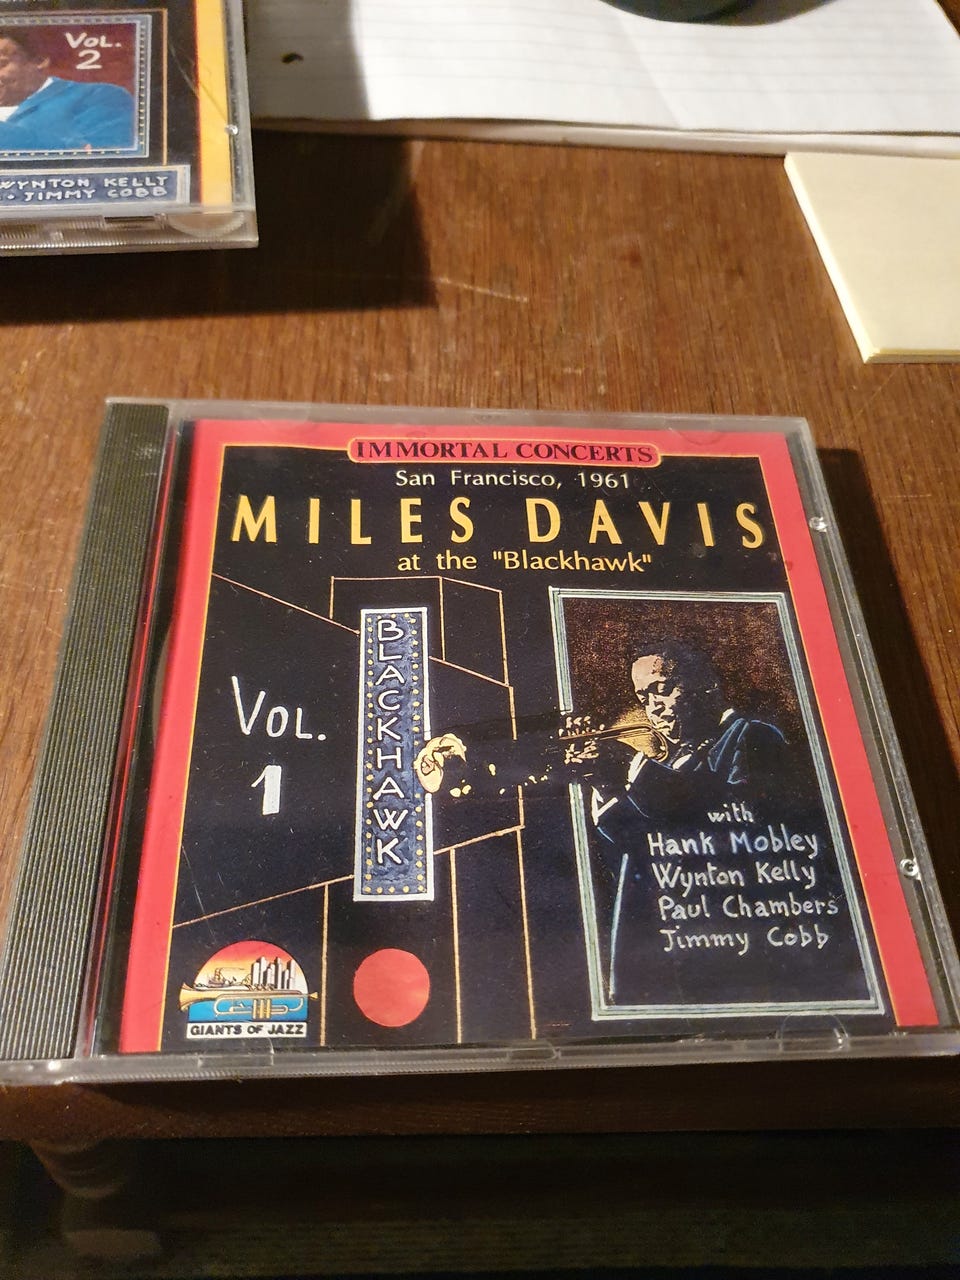 VOL.
2
WYNTON KELLY
JIMMY COBB
IMMORTAL CONCERTS
San Francisco, 1961
MILES DAVIS
at the "Blackhawk"
BLACKHAWK
VOL.
1
with
Hank Mobley
Wynton Kelly
Paul Chambers
Jimmy Cobb
GIANTS OF JAZZ